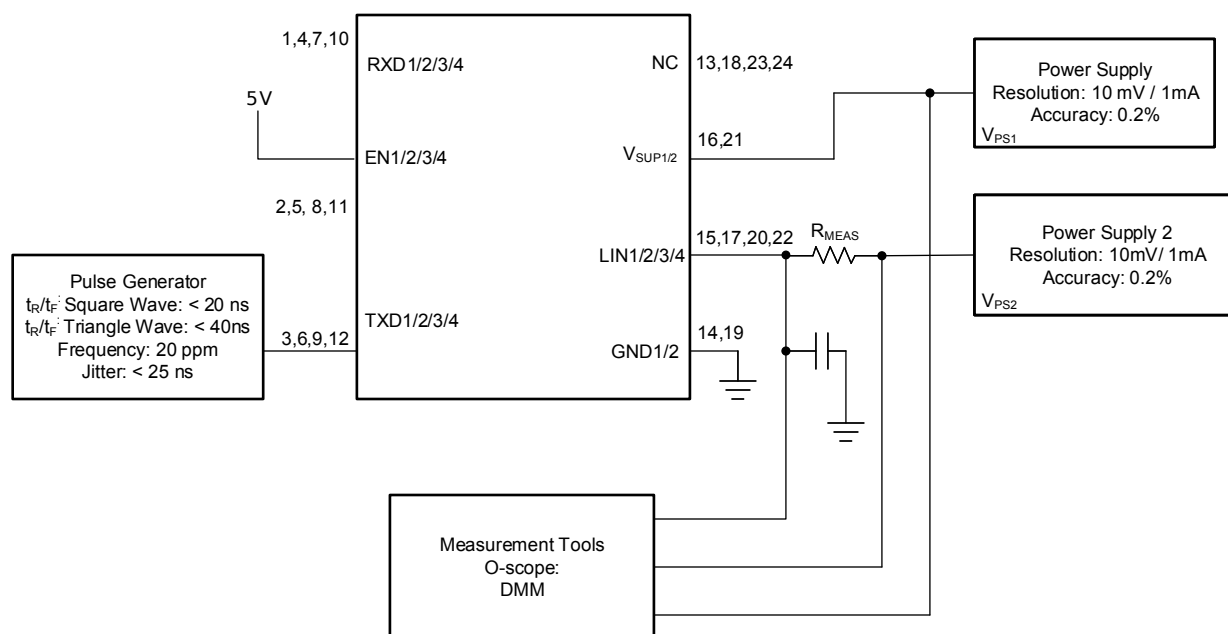 1,4,7,10
RXD1/2/3/4
NC
13,18,23,24
Power Supply
Resolution: 10 mV / 1mA
Accuracy: 0.2%
VPS1
5V
EN1/2/3/4
VSUP1/2
16,21
2,5, 8,11
15,17,20,22
RMEAS
LIN1/2/3/4
Power Supply 2
Resolution: 10mV/ 1mA
Accuracy: 0.2%
VPS2
Pulse Generator
tR/tF: Square Wave: < 20 ns
tR/tF: Triangle Wave: < 40ns
Frequency: 20 ppm
Jitter: < 25 ns
3,6,9,12
TXD1/2/3/4
14,19
GND1/2
Measurement Tools
O-scope:
DMM